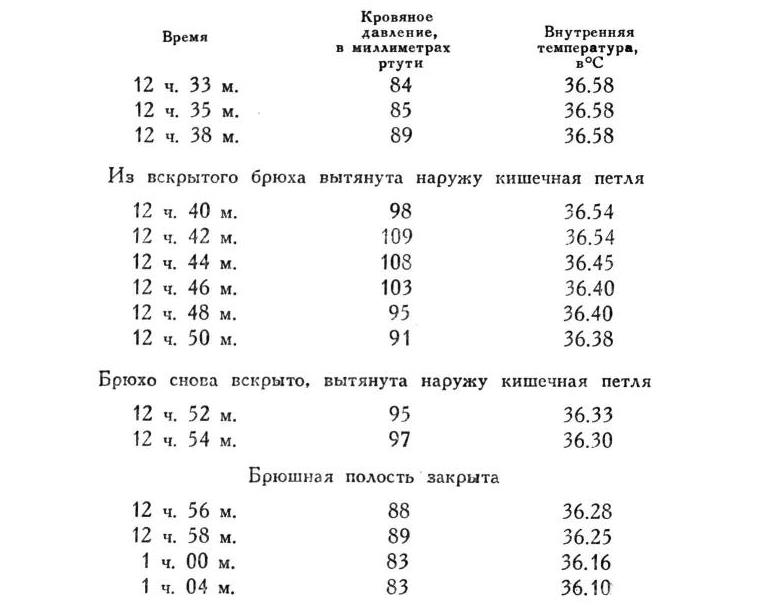 Время Кровяное давление, в миллиметрах ртути Внутренняя температура, в°С
12 ч. 33 м. 84 36.58
12 ч. 35 м. 85 36.58
12 ч. 38 м. 89 36.58
Из вскрытого брюха вытянута наружу кишечная петля
12 ч. 40 м. 98 36.54
12 ч. 42 м. 109 36.54
12 ч. 44 м. 108 36.45
12 ч. 46 м. 103 36.40
12 ч. 48 м. 95 36.40
12 ч. 50 м. 91 36.38
Брюхо снова вскрыто, вытянута наружу кишечная петля
12 ч. 52 м. 95 36.33
12 ч. 54 м. 97 36.30
Брюшная полость закрыта
12 ч. 56 м. 88 36.28
12 ч. 58 м. 89 36.25
1 ч. 00 м. 83 36.16
1 ч. 04 м. 83 36.10